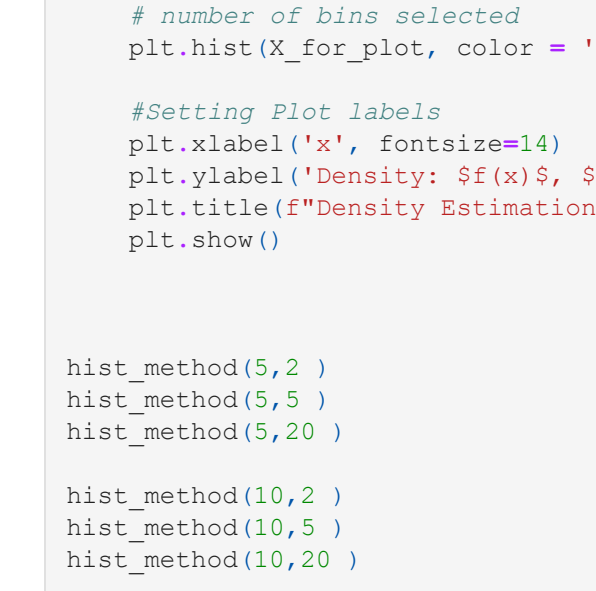 # number of bins selected
plt.hist(X_for_plot, color = '
#Setting Plot labels
plt.xlabel('x', fontsize=14)
plt.ylabel('Density: $f(x)$, $
plt.title(f"Density Estimation
plt.show()
hist_method(5,2 )
hist_method(5,5 )
hist_method(5,20 )
hist_method(10,2 )
hist_method(10,5 )
hist_method(10,20 )